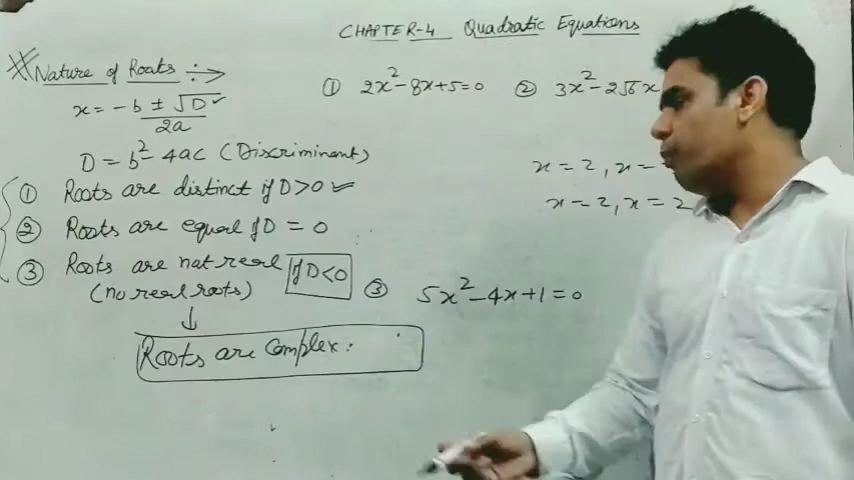 CHAPTER-4 Quadratic Equations
Nature of Roots :->
x = -b ± √D ✓
2a
D = b² - 4ac (Discriminant)
① Roots are distinct if D>0 ✓
② Roots are equal if D = 0
③ Roots are not real if D<0
(no real roots)
↓
Roots are Complex.
① 2x² - 8x + 5 = 0
② 3x² - 2√6 x
x = 2, x =
x = 2, x = 2
③ 5x² - 4x + 1 = 0